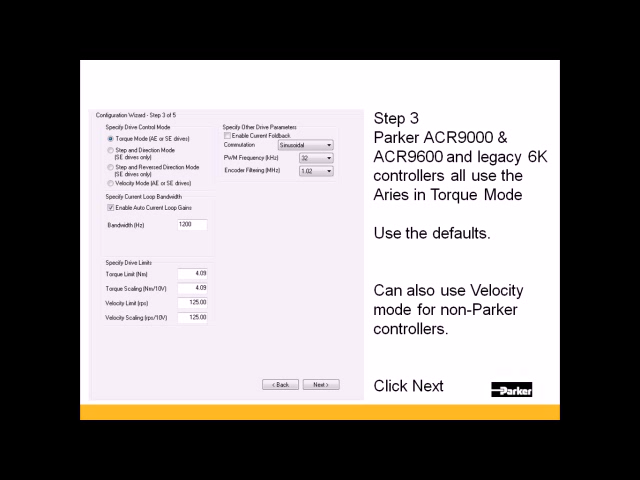 Configuration Wizard - Step 3 of 5
Specify Drive Control Mode
Torque Mode (AE or SE drives)
Step and Direction Mode
(SE drives only)
Step and Reversed Direction Mode
(SE drives only)
Velocity Mode (AE or SE drives)
Specify Current Loop Bandwidth
Enable Auto Current Loop Gains
Bandwidth (Hz) 1200
Specify Drive Limits
Torque Limit (Nm) 4.09
Torque Scaling (Nm/10V) 4.09
Velocity Limit (rps) 125.00
Velocity Scaling (rps/10V) 125.00
Specify Other Drive Parameters
Enable Current Foldback
Commutation Sinusoidal
PWM Frequency (kHz) 32
Encoder Filtering (MHz) 1.02
< Back Next >
Step 3
Parker ACR9000 &
ACR9600 and legacy 6K
controllers all use the
Aries in Torque Mode
Use the defaults.
Can also use Velocity
mode for non-Parker
controllers.
Click Next
Parker